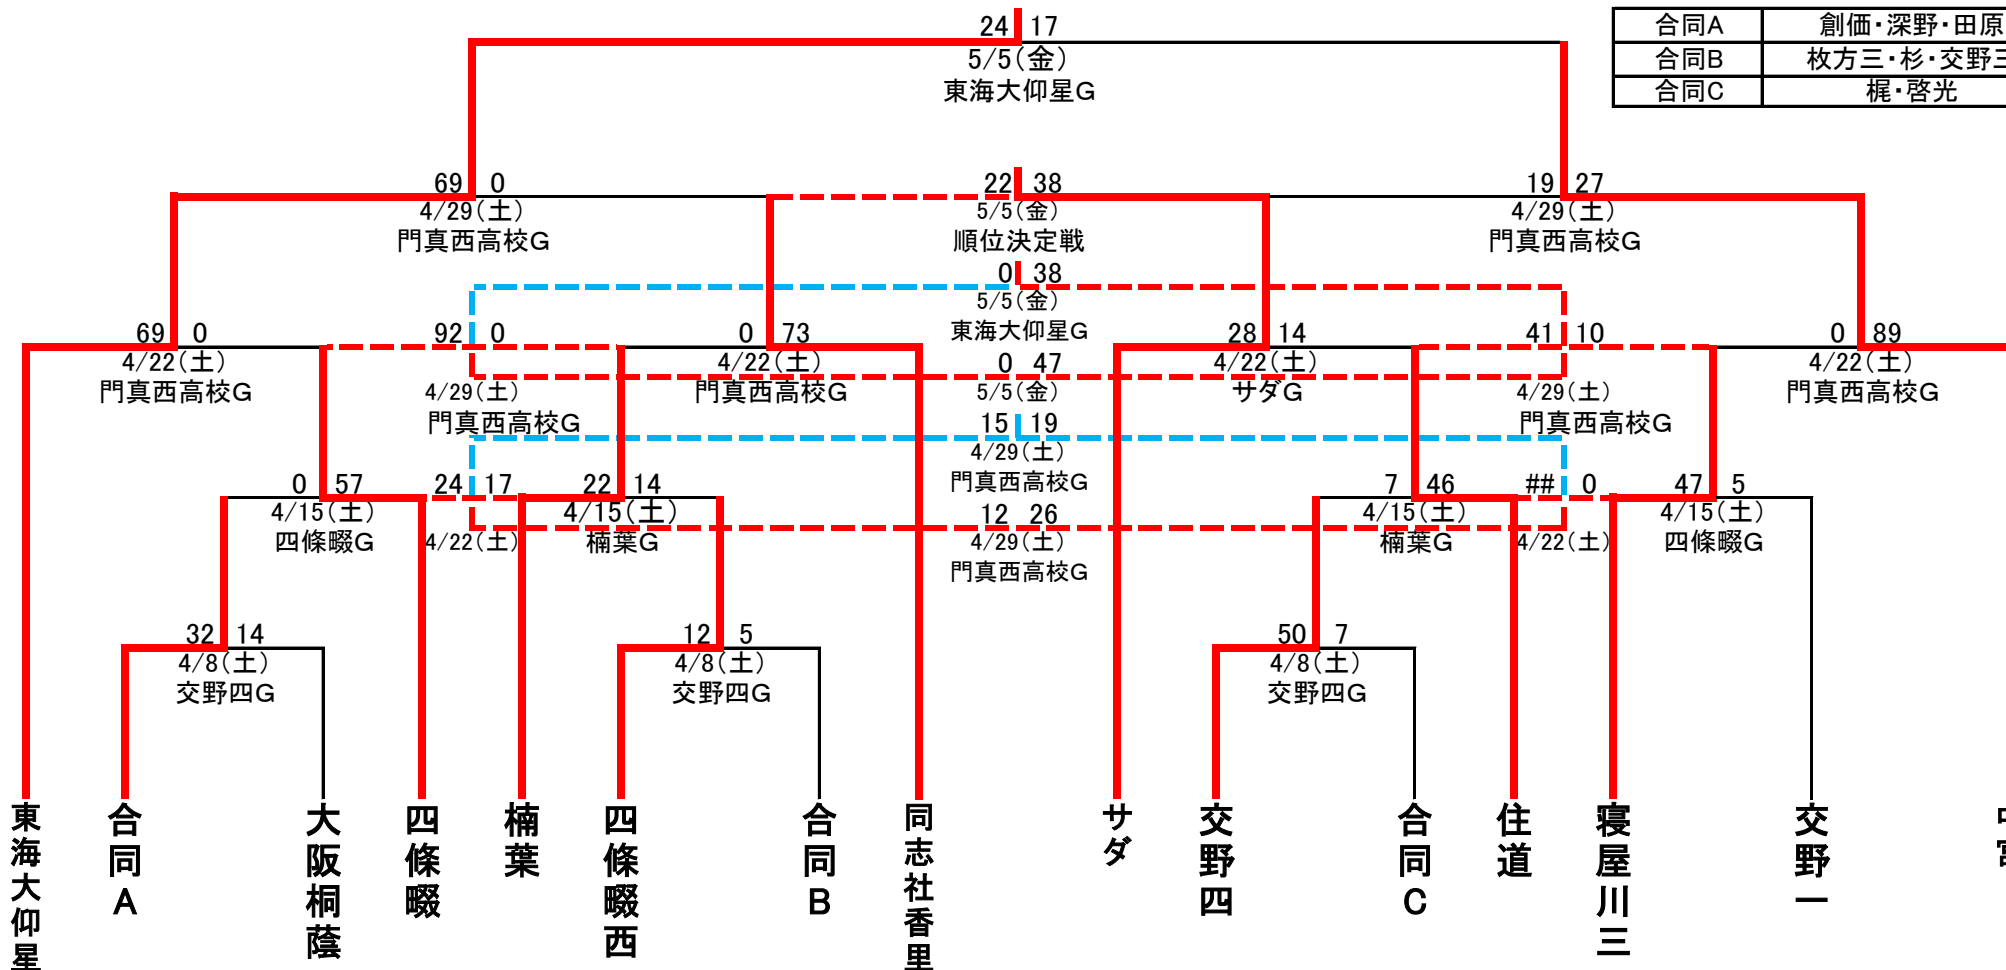 24 17
5/5(金)
東海大仰星G
合同A 創価・深野・田原
合同B 枚方三・杉・交野三
合同C 梶・啓光
69 0
4/29(土)
門真西高校G
22 38
5/5(金)
順位決定戦
19 27
4/29(土)
門真西高校G
0 38
5/5(金)
東海大仰星G
69 0
4/22(土)
門真西高校G
92 0
4/29(土)
門真西高校G
0 73
4/22(土)
門真西高校G
0 47
5/5(金)
28 14
4/22(土)
サダG
41 10
4/29(土)
門真西高校G
0 89
4/22(土)
門真西高校G
15 19
4/29(土)
門真西高校G
0 57
4/15(土)
四條畷G
24 17
4/22(土)
22 14
4/15(土)
楠葉G
12 26
4/29(土)
門真西高校G
7 46
4/15(土)
楠葉G
## 0
4/22(土)
47 5
4/15(土)
四條畷G
32 14
4/8(土)
交野四G
12 5
4/8(土)
交野四G
50 7
4/8(土)
交野四G
東海大仰星
合同A
大阪桐蔭
四條畷
楠葉
四條畷西
合同B
同志社香里
サダ
交野四
合同C
住道
寝屋川三
交野一